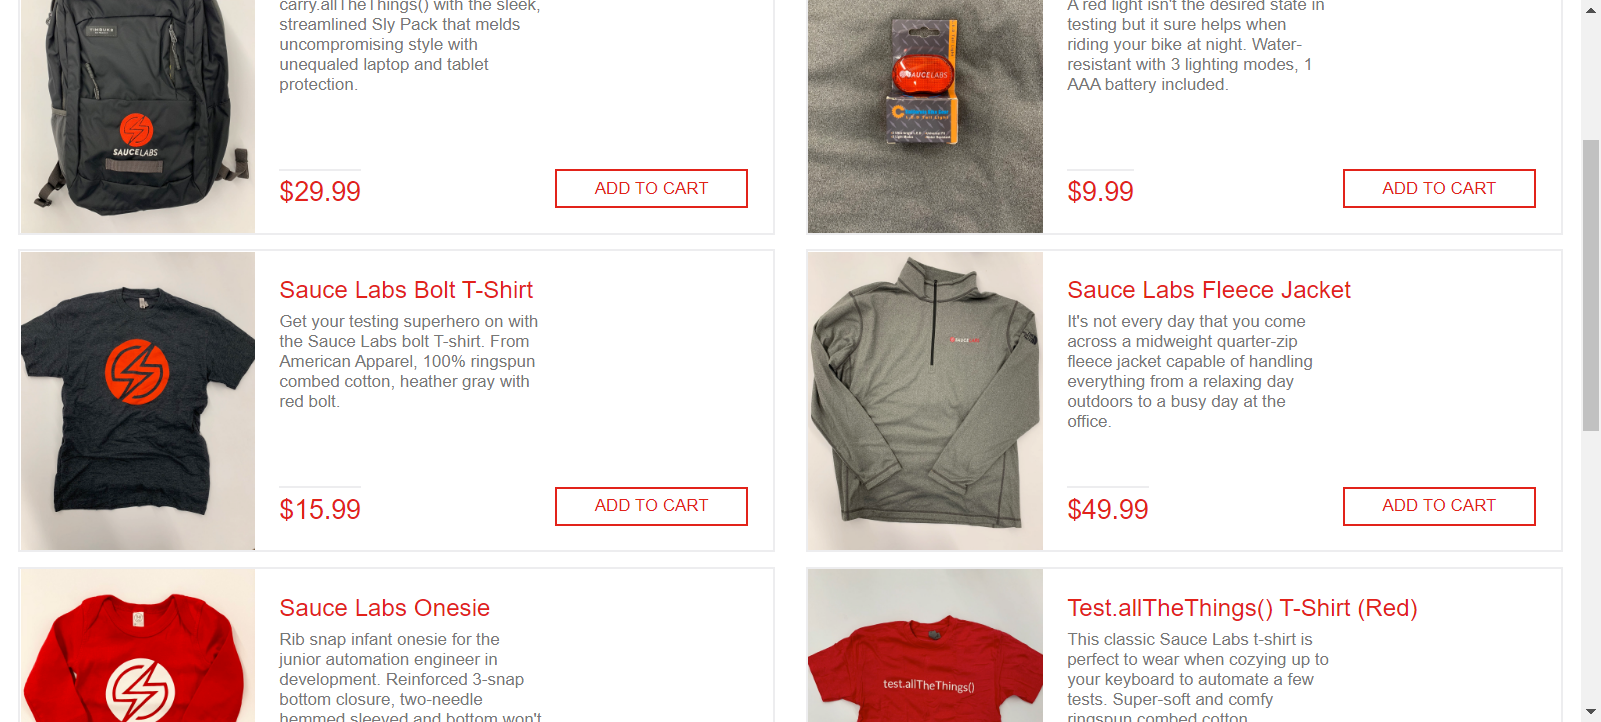 carry.allTheThings() with the sleek,
streamlined Sly Pack that melds
uncompromising style with
unequaled laptop and tablet
protection.
SAUCELABS
$29.99
ADD TO CART
A red light isn't the desired state in
testing but it sure helps when
riding your bike at night. Water-
resistant with 3 lighting modes, 1
AAA battery included.
SAUCELABS
$9.99
ADD TO CART
Sauce Labs Bolt T-Shirt
Get your testing superhero on with
the Sauce Labs bolt T-shirt. From
American Apparel, 100% ringspun
combed cotton, heather gray with
red bolt.
$15.99
ADD TO CART
Sauce Labs Fleece Jacket
It's not every day that you come
across a midweight quarter-zip
fleece jacket capable of handling
everything from a relaxing day
outdoors to a busy day at the
office.
SAUCELABS
$49.99
ADD TO CART
Sauce Labs Onesie
Rib snap infant onesie for the
junior automation engineer in
development. Reinforced 3-snap
bottom closure, two-needle
hemmed sleeved and bottom won't
Test.allTheThings() T-Shirt (Red)
This classic Sauce Labs t-shirt is
perfect to wear when cozying up to
your keyboard to automate a few
tests. Super-soft and comfy
ringspun combed cotton.
test.allTheThings()